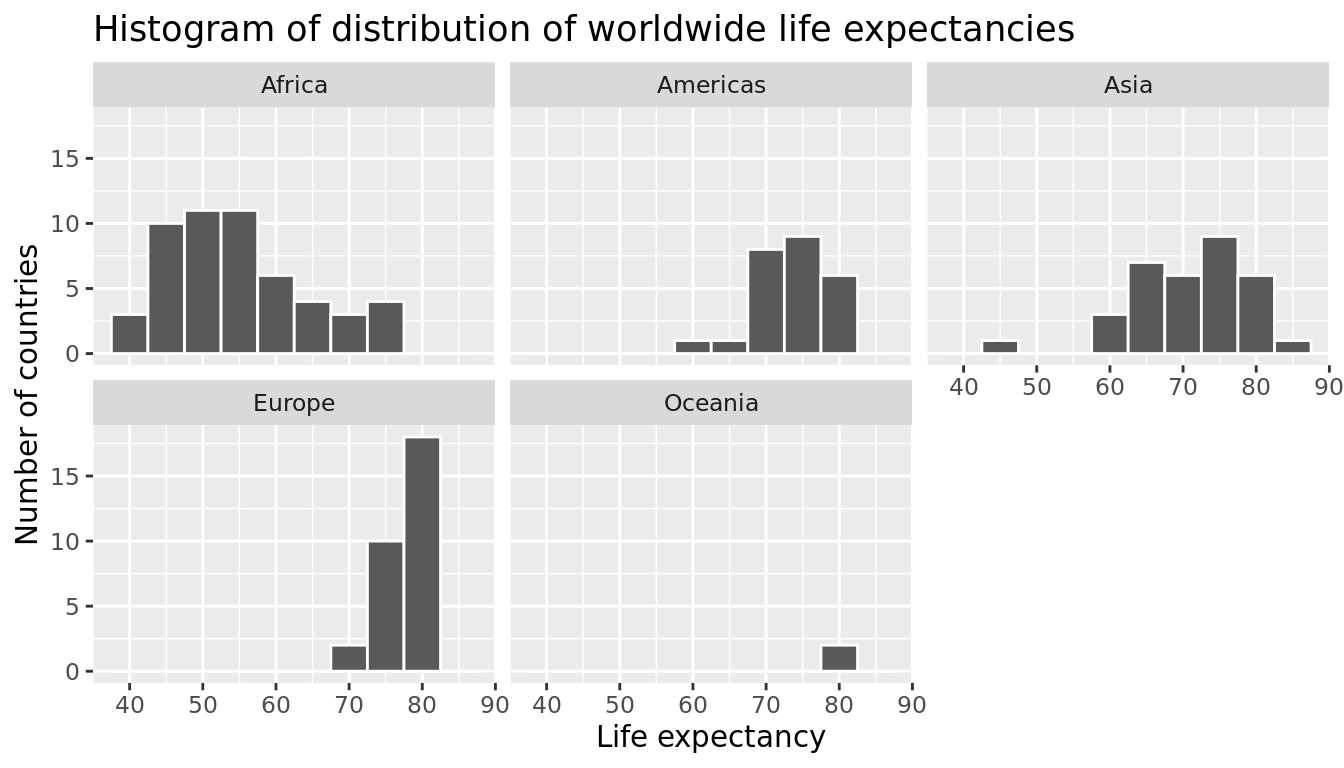 Histogram of distribution of worldwide life expectancies
Africa
Americas
Asia
15
10
5
0
40 50 60 70 80 90
Number of countries
Europe
Oceania
15
10
5
0
40 50 60 70 80 90
40 50 60 70 80 90
Life expectancy